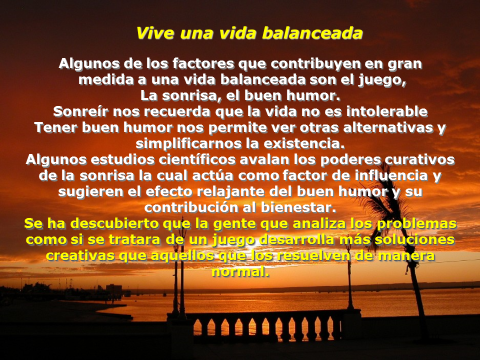 Vive una vida balanceada
Algunos de los factores que contribuyen en gran
medida a una vida balanceada son el juego,
La sonrisa, el buen humor.
Sonreír nos recuerda que la vida no es intolerable
Tener buen humor nos permite ver otras alternativas y
simplificarnos la existencia.
Algunos estudios científicos avalan los poderes curativos
de la sonrisa la cual actúa como factor de influencia y
sugieren el efecto relajante del buen humor y su
contribución al bienestar.
Se ha descubierto que la gente que analiza los problemas
como si se tratara de un juego desarrolla más soluciones
creativas que aquellos que los resuelven de manera
normal.